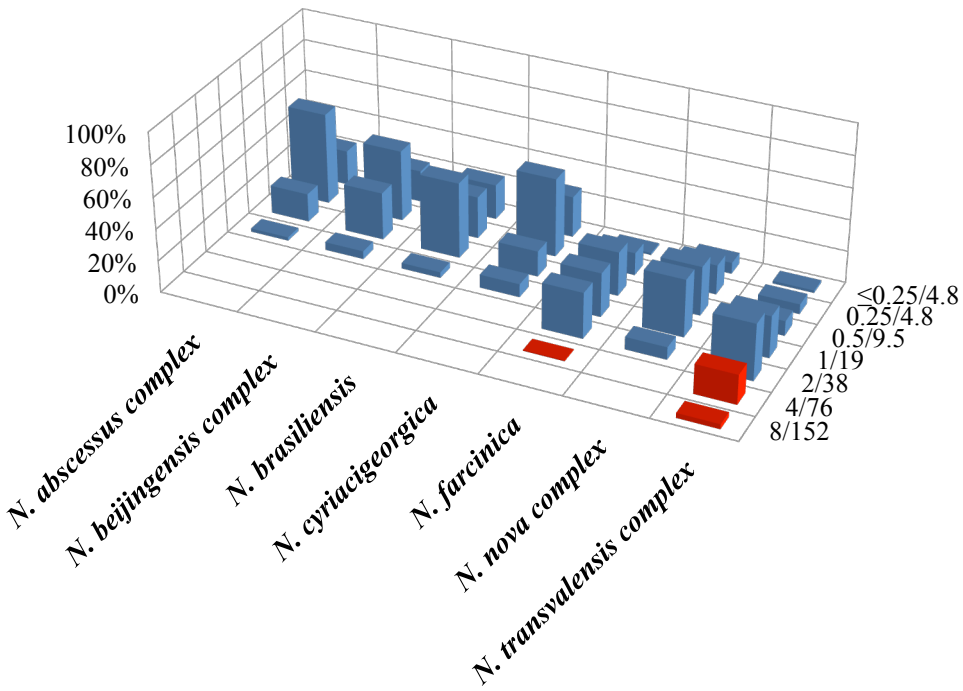 100%
80%
60%
40%
20%
0%
≤0.25/4.8
0.25/4.8
0.5/9.5
1/19
2/38
4/76
8/152
N. abscessus complex
N. beijingensis complex
N. brasiliensis
N. cyriacigeorgica
N. farcinica
N. nova complex
N. transvalensis complex